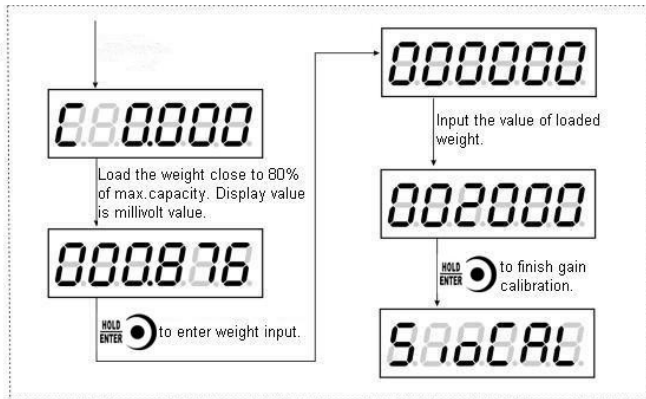 C 0.000
Load the weight close to 80%
of max.capacity. Display value
is millivolt value.
000.876
HOLD
ENTER
to enter weight input.
000000
Input the value of loaded
weight.
002000
HOLD
ENTER
to finish gain
calibration.
S ioCAL